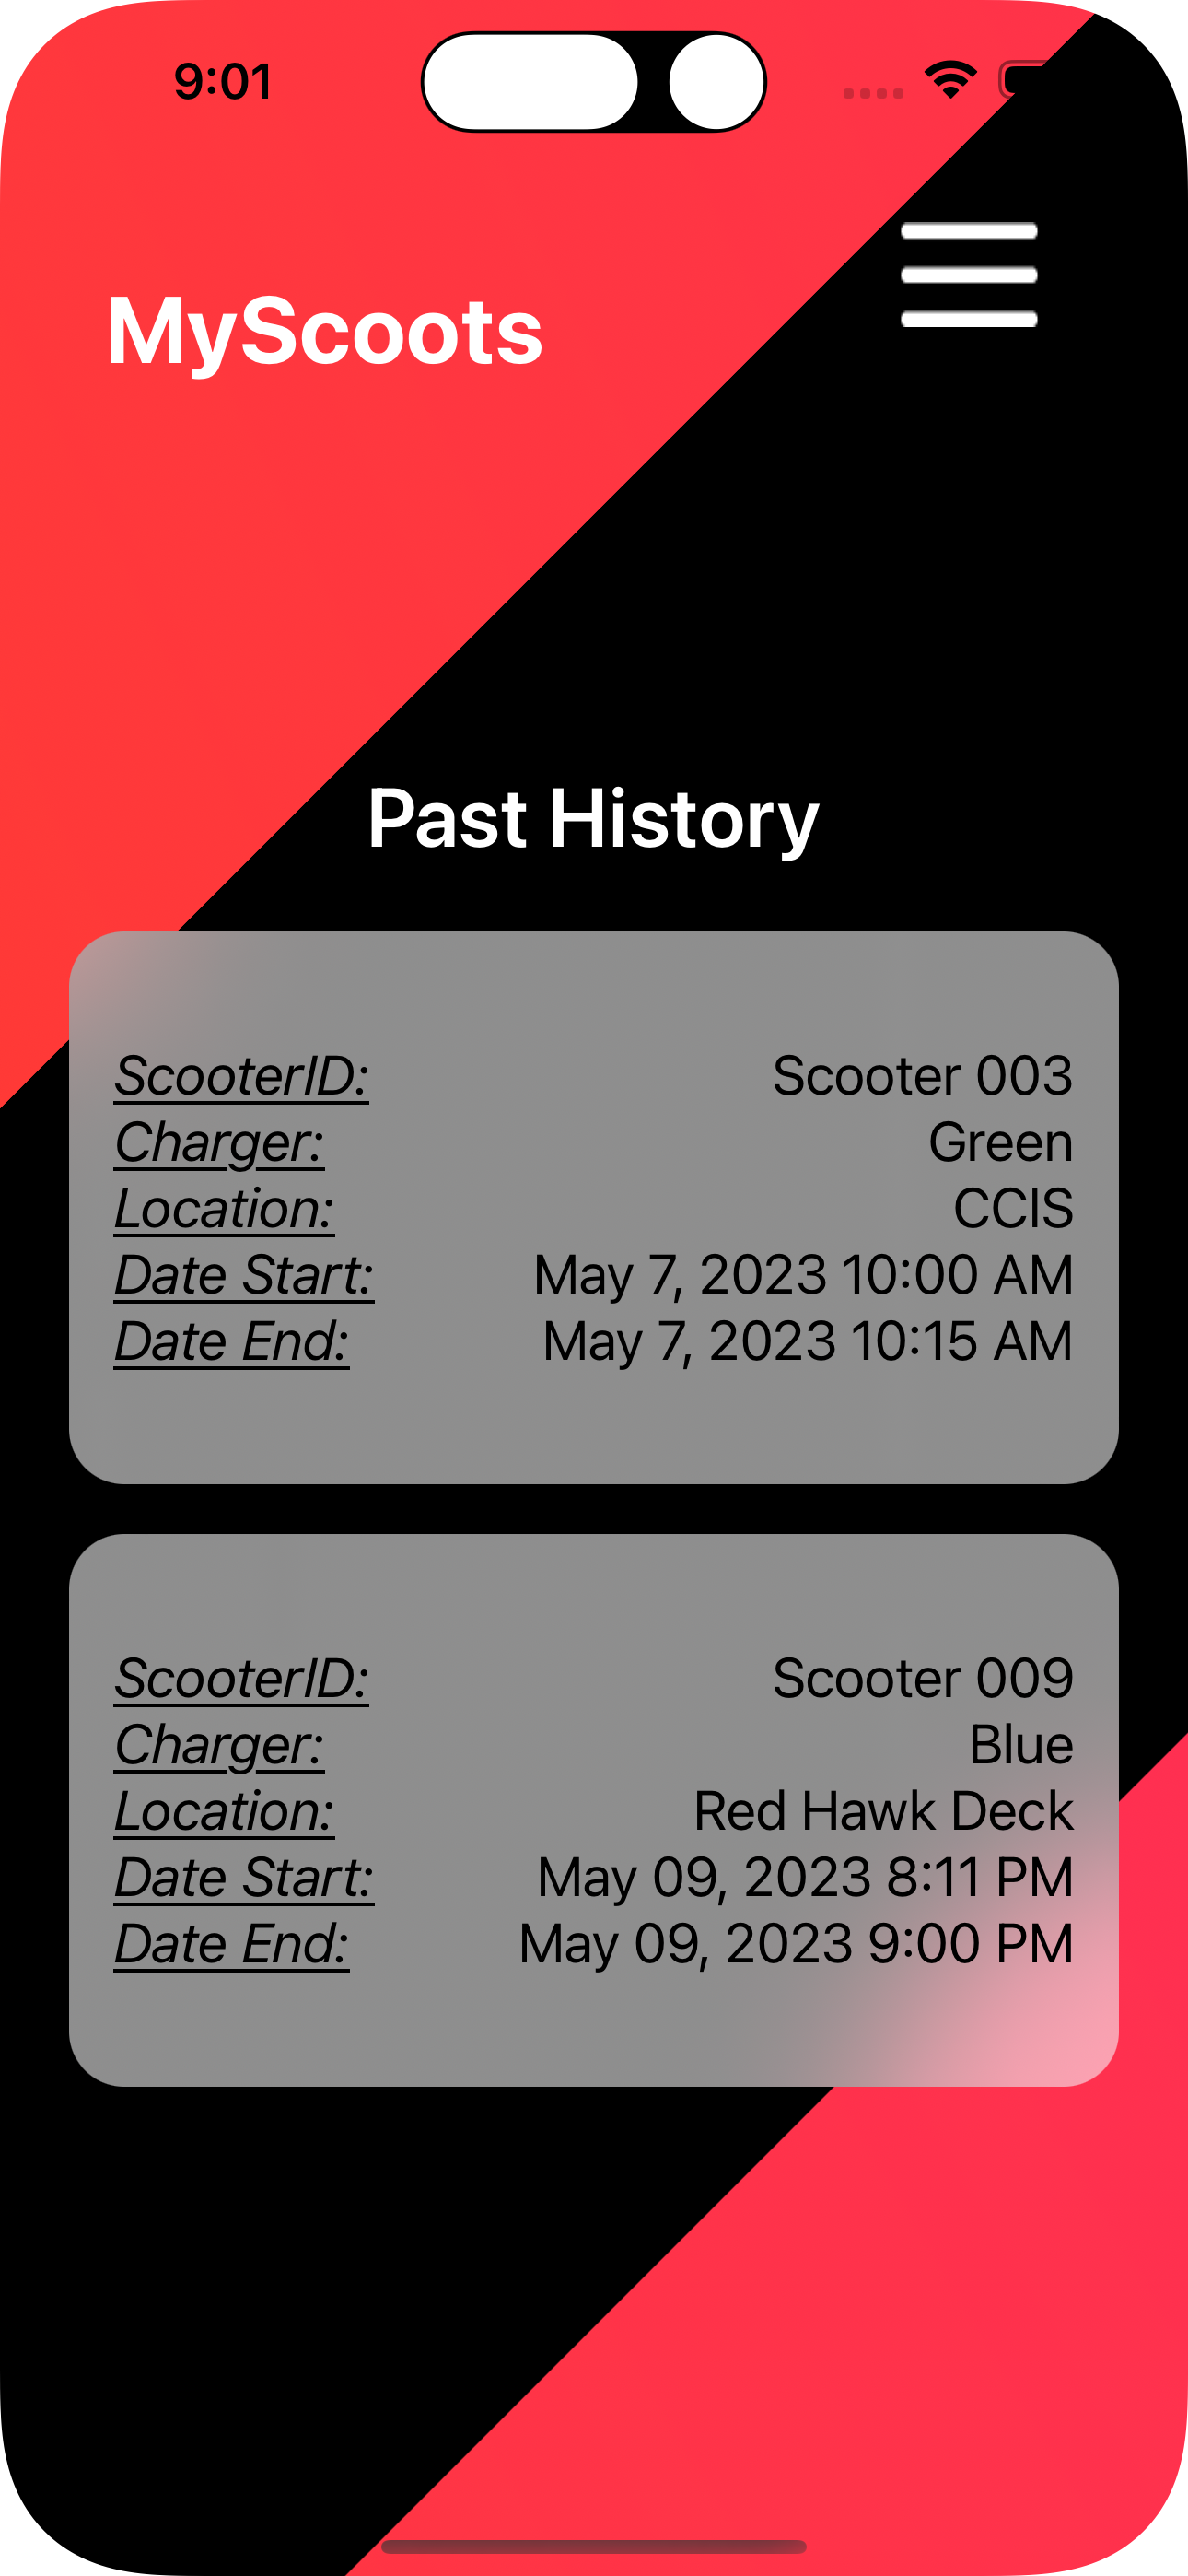 9:01
MyScoots
Past History
ScooterID: Scooter 003
Charger: Green
Location: CCIS
Date Start: May 7, 2023 10:00 AM
Date End: May 7, 2023 10:15 AM
ScooterID: Scooter 009
Charger: Blue
Location: Red Hawk Deck
Date Start: May 09, 2023 8:11 PM
Date End: May 09, 2023 9:00 PM